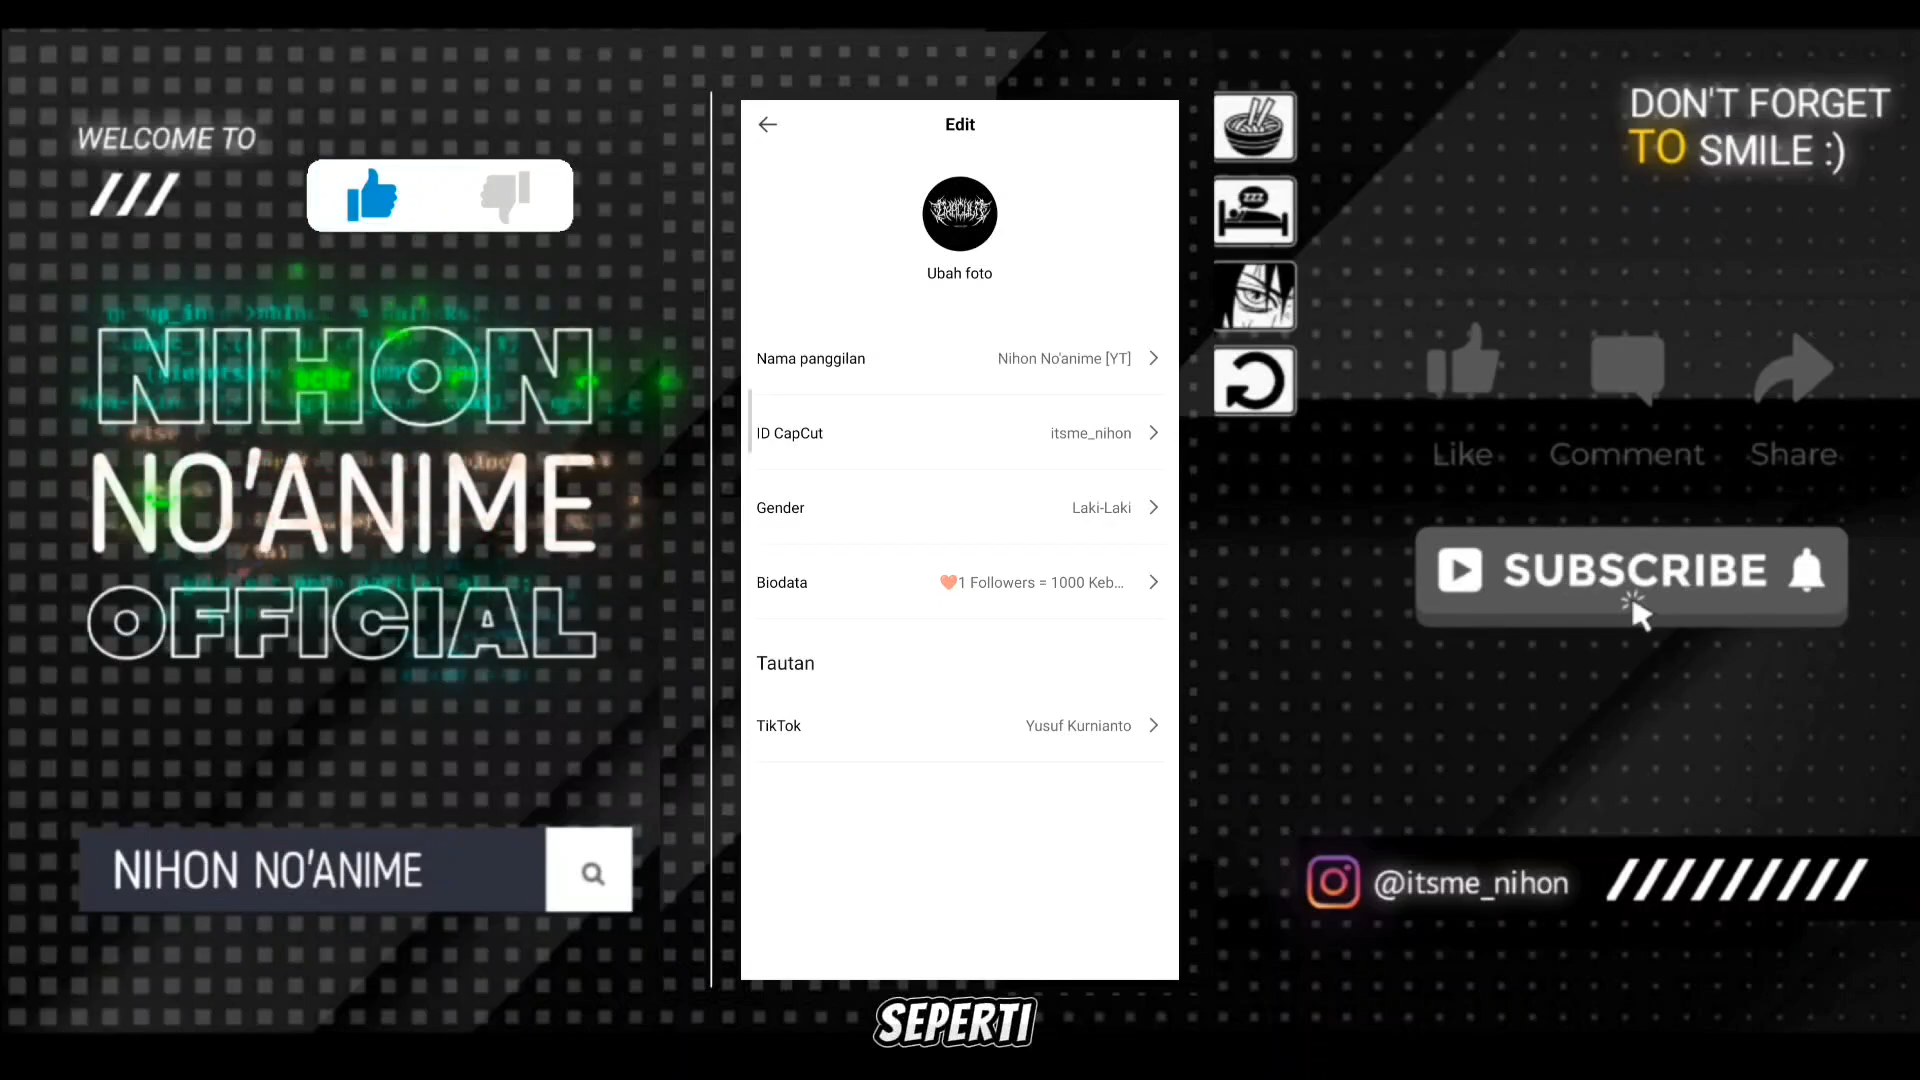 WELCOME TO
NIHON
NO'ANIME
OFFICIAL
NIHON NO'ANIME
Edit
Ubah foto
Nama panggilan Nihon No'anime [YT]
ID CapCut itsme_nihon
Gender Laki-Laki
Biodata 🧡1 Followers = 1000 Keb...
Tautan
TikTok Yusuf Kurnianto
SEPERTI
zzz
DON'T FORGET
TO SMILE :)
Like Comment Share
SUBSCRIBE
@itsme_nihon